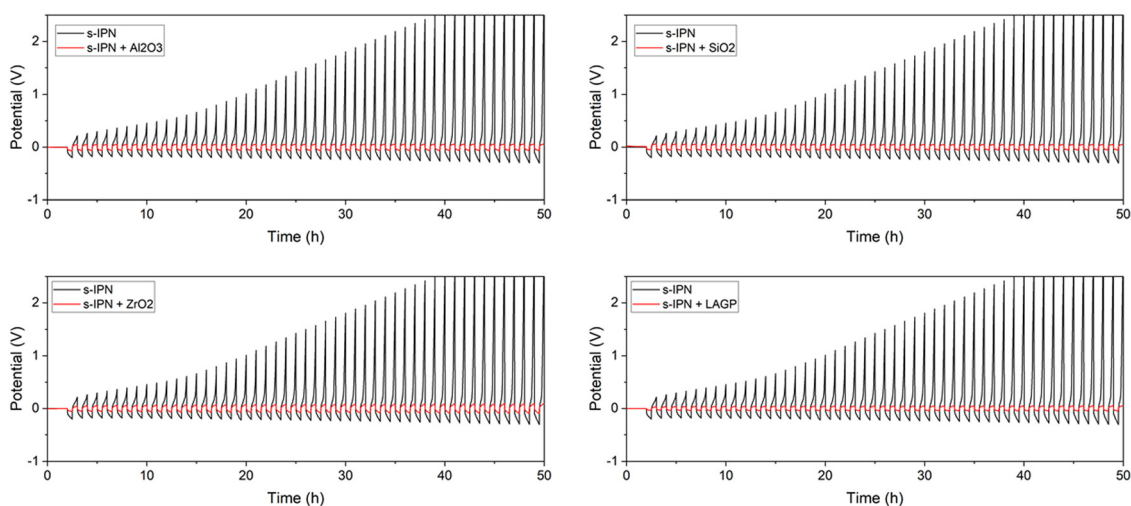 s-IPN
s-IPN + Al2O3
Potential (V)
2
1
0
-1
0 10 20 30 40 50
Time (h)
s-IPN
s-IPN + SiO2
Potential (V)
2
1
0
-1
0 10 20 30 40 50
Time (h)
s-IPN
s-IPN + ZrO2
Potential (V)
2
1
0
-1
0 10 20 30 40 50
Time (h)
s-IPN
s-IPN + LAGP
Potential (V)
2
1
0
-1
0 10 20 30 40 50
Time (h)